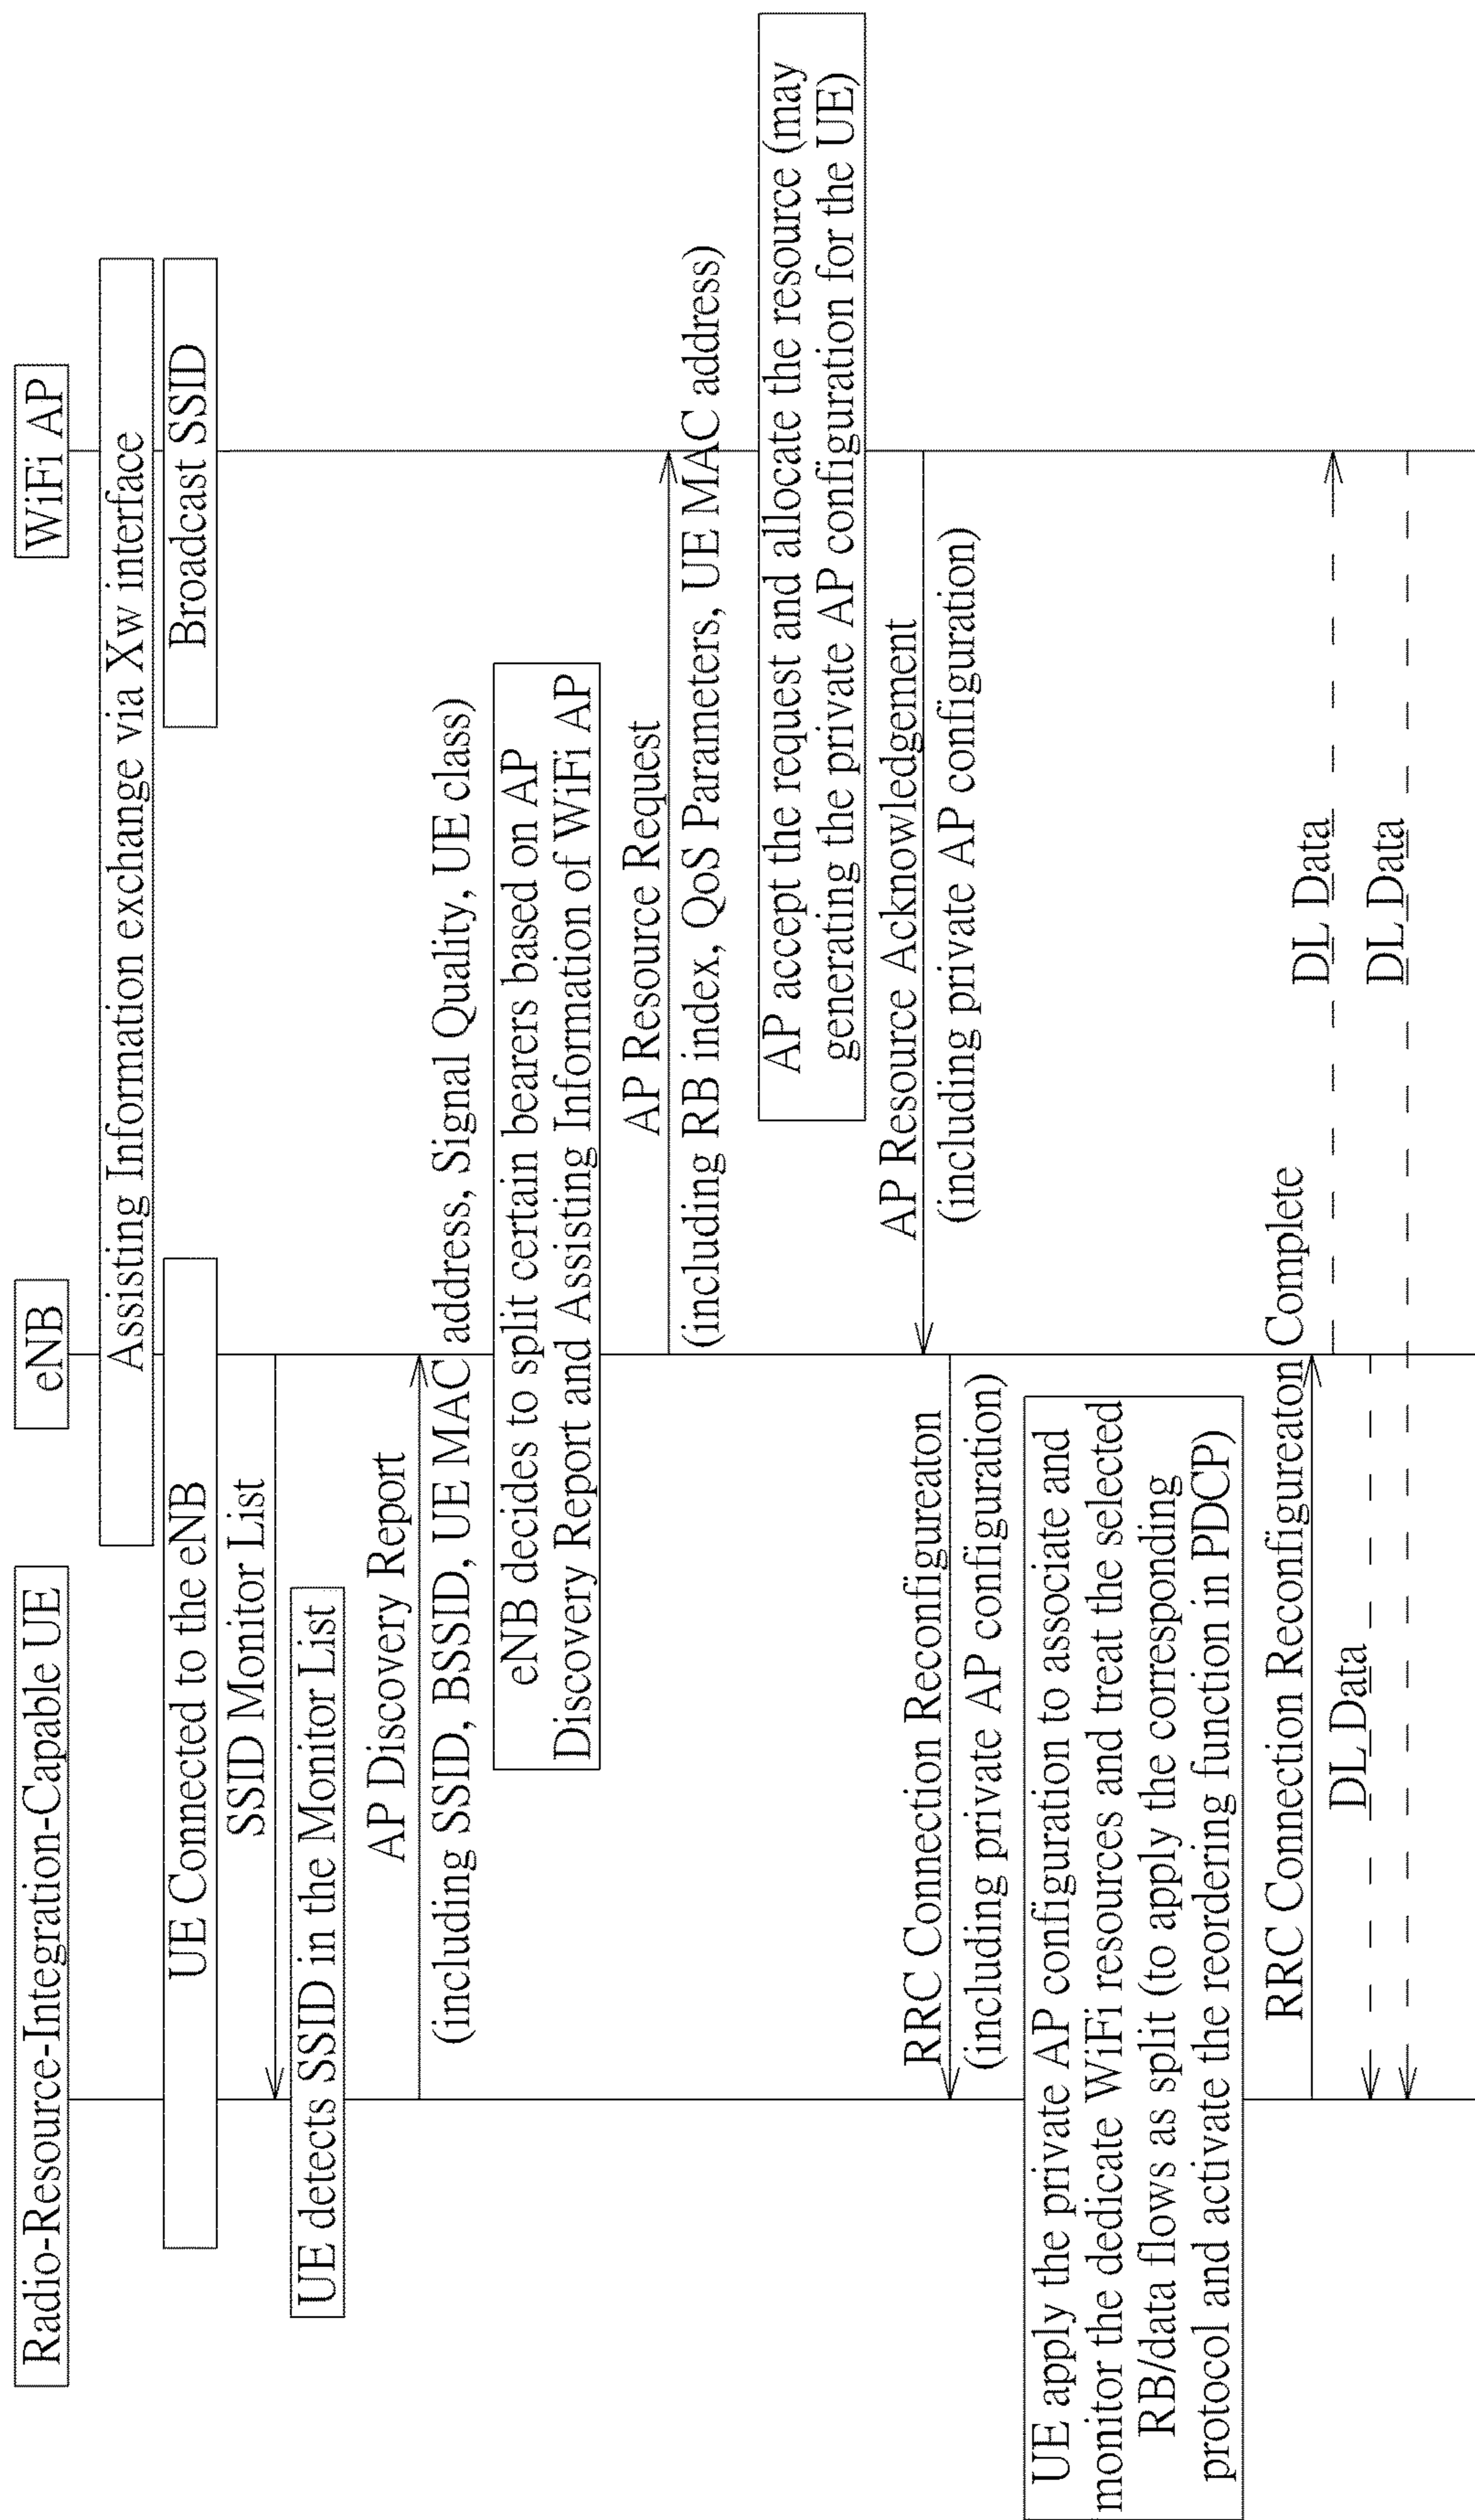 Radio-Resource-Integration-Capable UE
eNB
WiFi AP
Assisting Information exchange via Xw interface
UE Connected to the eNB
Broadcast SSID
SSID Monitor List
UE detects SSID in the Monitor List
AP Discovery Report
(including SSID, BSSID, UE MAC address, Signal Quality, UE class)
eNB decides to split certain bearers based on AP
Discovery Report and Assisting Information of WiFi AP
AP Resource Request
(including RB index, QoS Parameters, UE MAC address)
AP accept the request and allocate the resource (may
generating the private AP configuration for the UE)
AP Resource Acknowledgement
(including private AP configuration)
RRC Connection Reconfigureaton
(including private AP configuration)
UE apply the private AP configuration to associate and
monitor the dedicate WiFi resources and treat the selected
RB/data flows as split (to apply the corresponding
protocol and activate the reordering function in PDCP)
RRC Connection Reconfigureaton Complete
DL Data
DL Data
DL Data